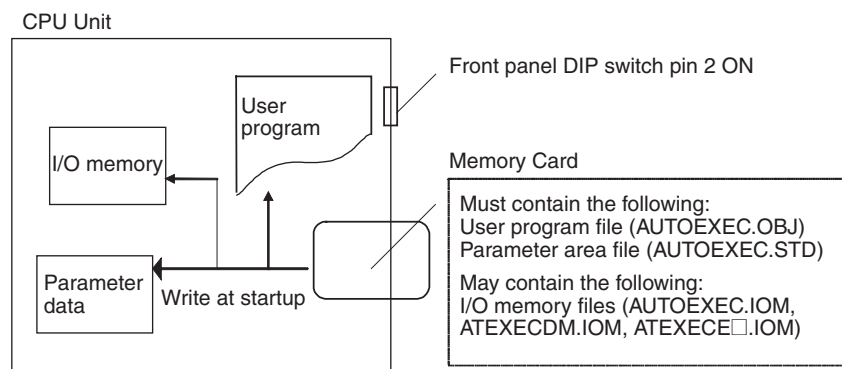 CPU Unit
Front panel DIP switch pin 2 ON
User
program
I/O memory
Memory Card
Must contain the following:
User program file (AUTOEXEC.OBJ)
Parameter area file (AUTOEXEC.STD)
May contain the following:
I/O memory files (AUTOEXEC.IOM,
ATEXECDM.IOM, ATEXECE□.IOM)
Parameter
data
Write at startup